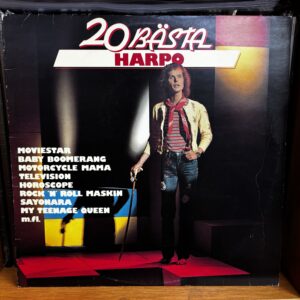 20 BÄSTA
HARPO
MOVIESTAR
BABY BOOMERANG
MOTORCYCLE MAMA
TELEVISION
HOROSCOPE
ROCK 'N' ROLL MASKIN
SAYONARA
MY TEENAGE QUEEN
m.fl.